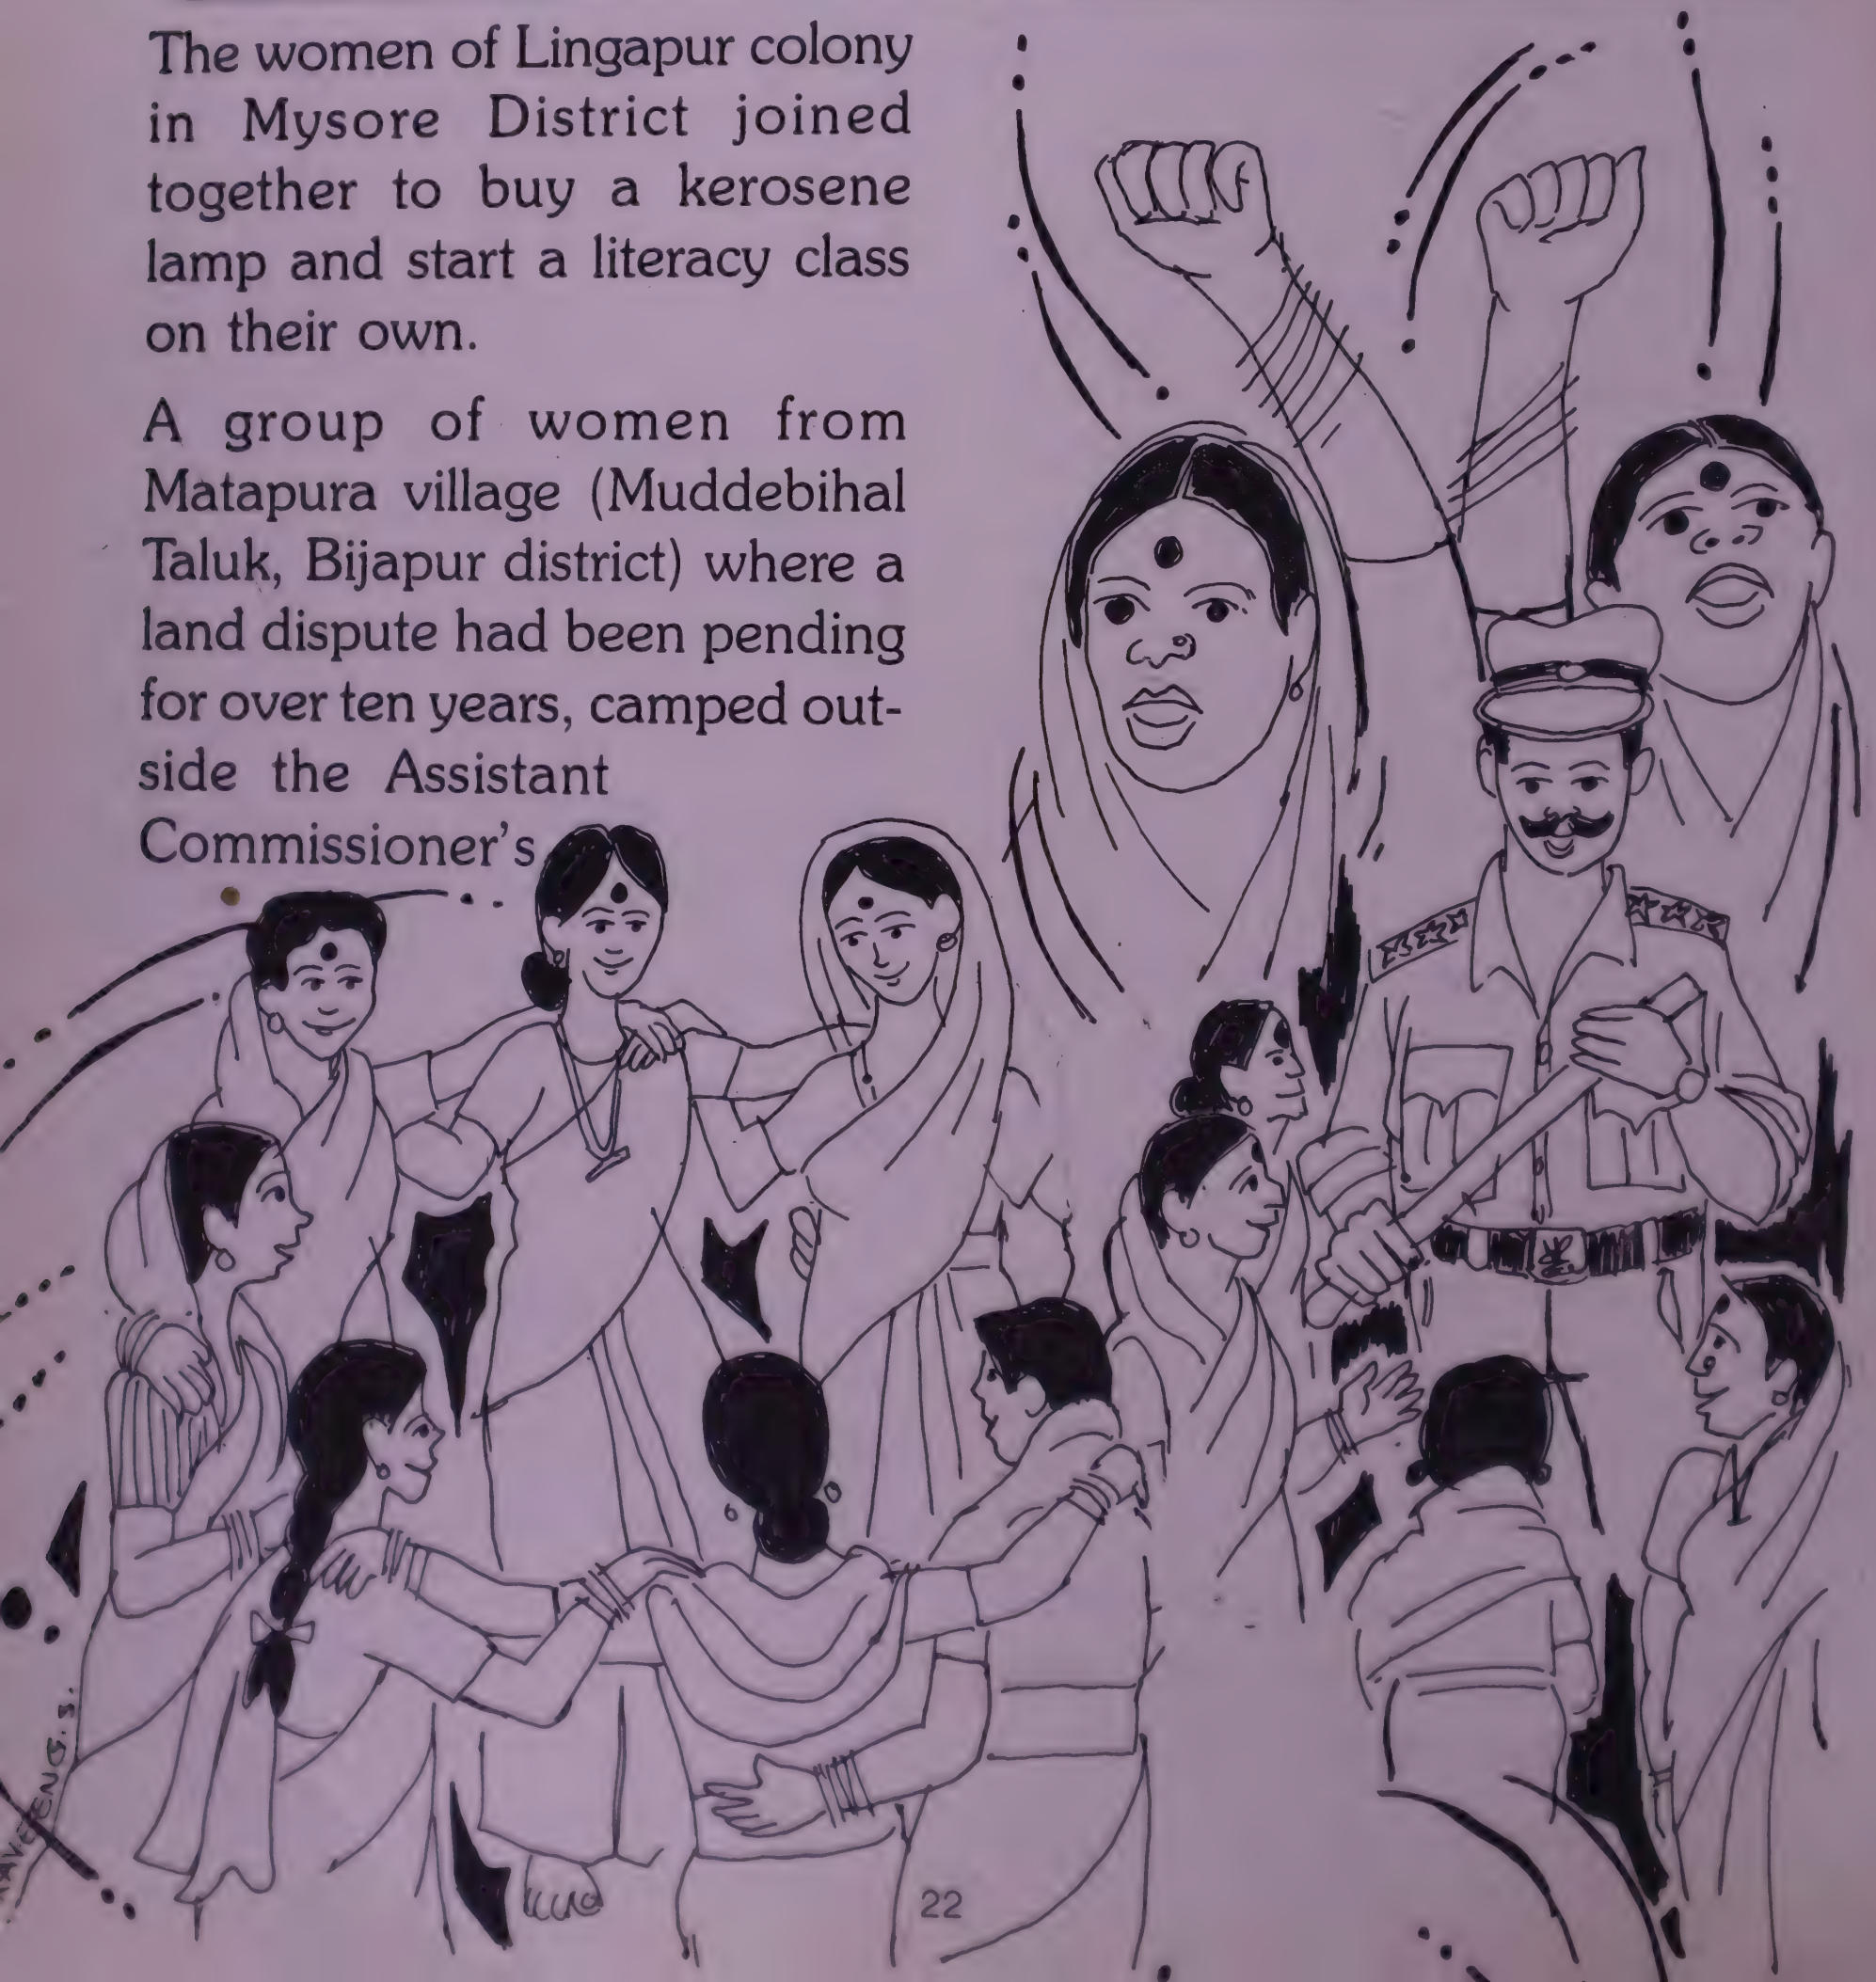 The women of Lingapur colony
in Mysore District joined
together to buy a kerosene
lamp and start a literacy class
on their own.
A group of women from
Matapura village (Muddebihal
Taluk, Bijapur district) where a
land dispute had been pending
for over ten years, camped out-
side the Assistant
Commissioner's
22